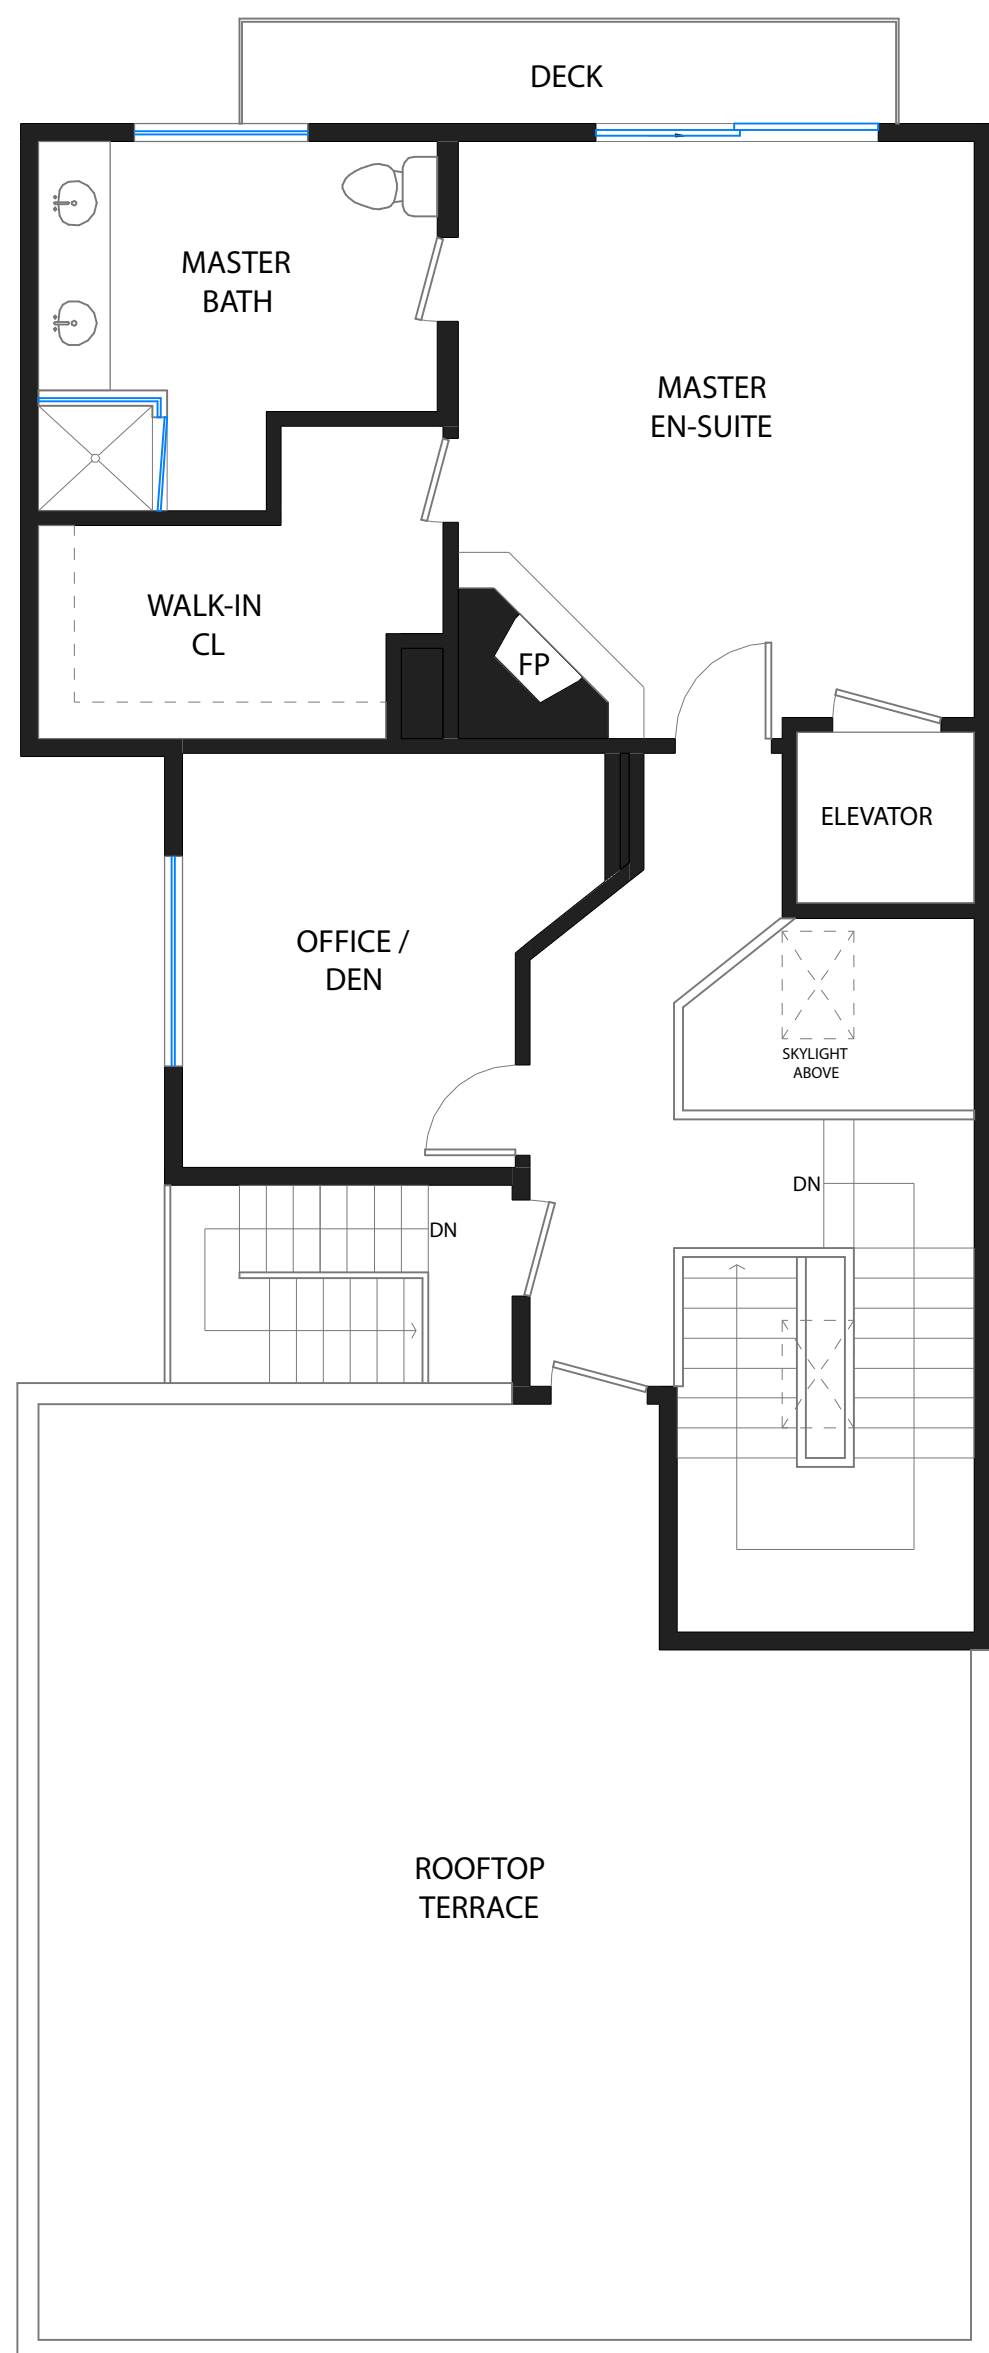 DECK
MASTER
BATH
MASTER
EN-SUITE
WALK-IN
CL
FP
ELEVATOR
OFFICE /
DEN
SKYLIGHT
ABOVE
DN
DN
ROOFTOP
TERRACE